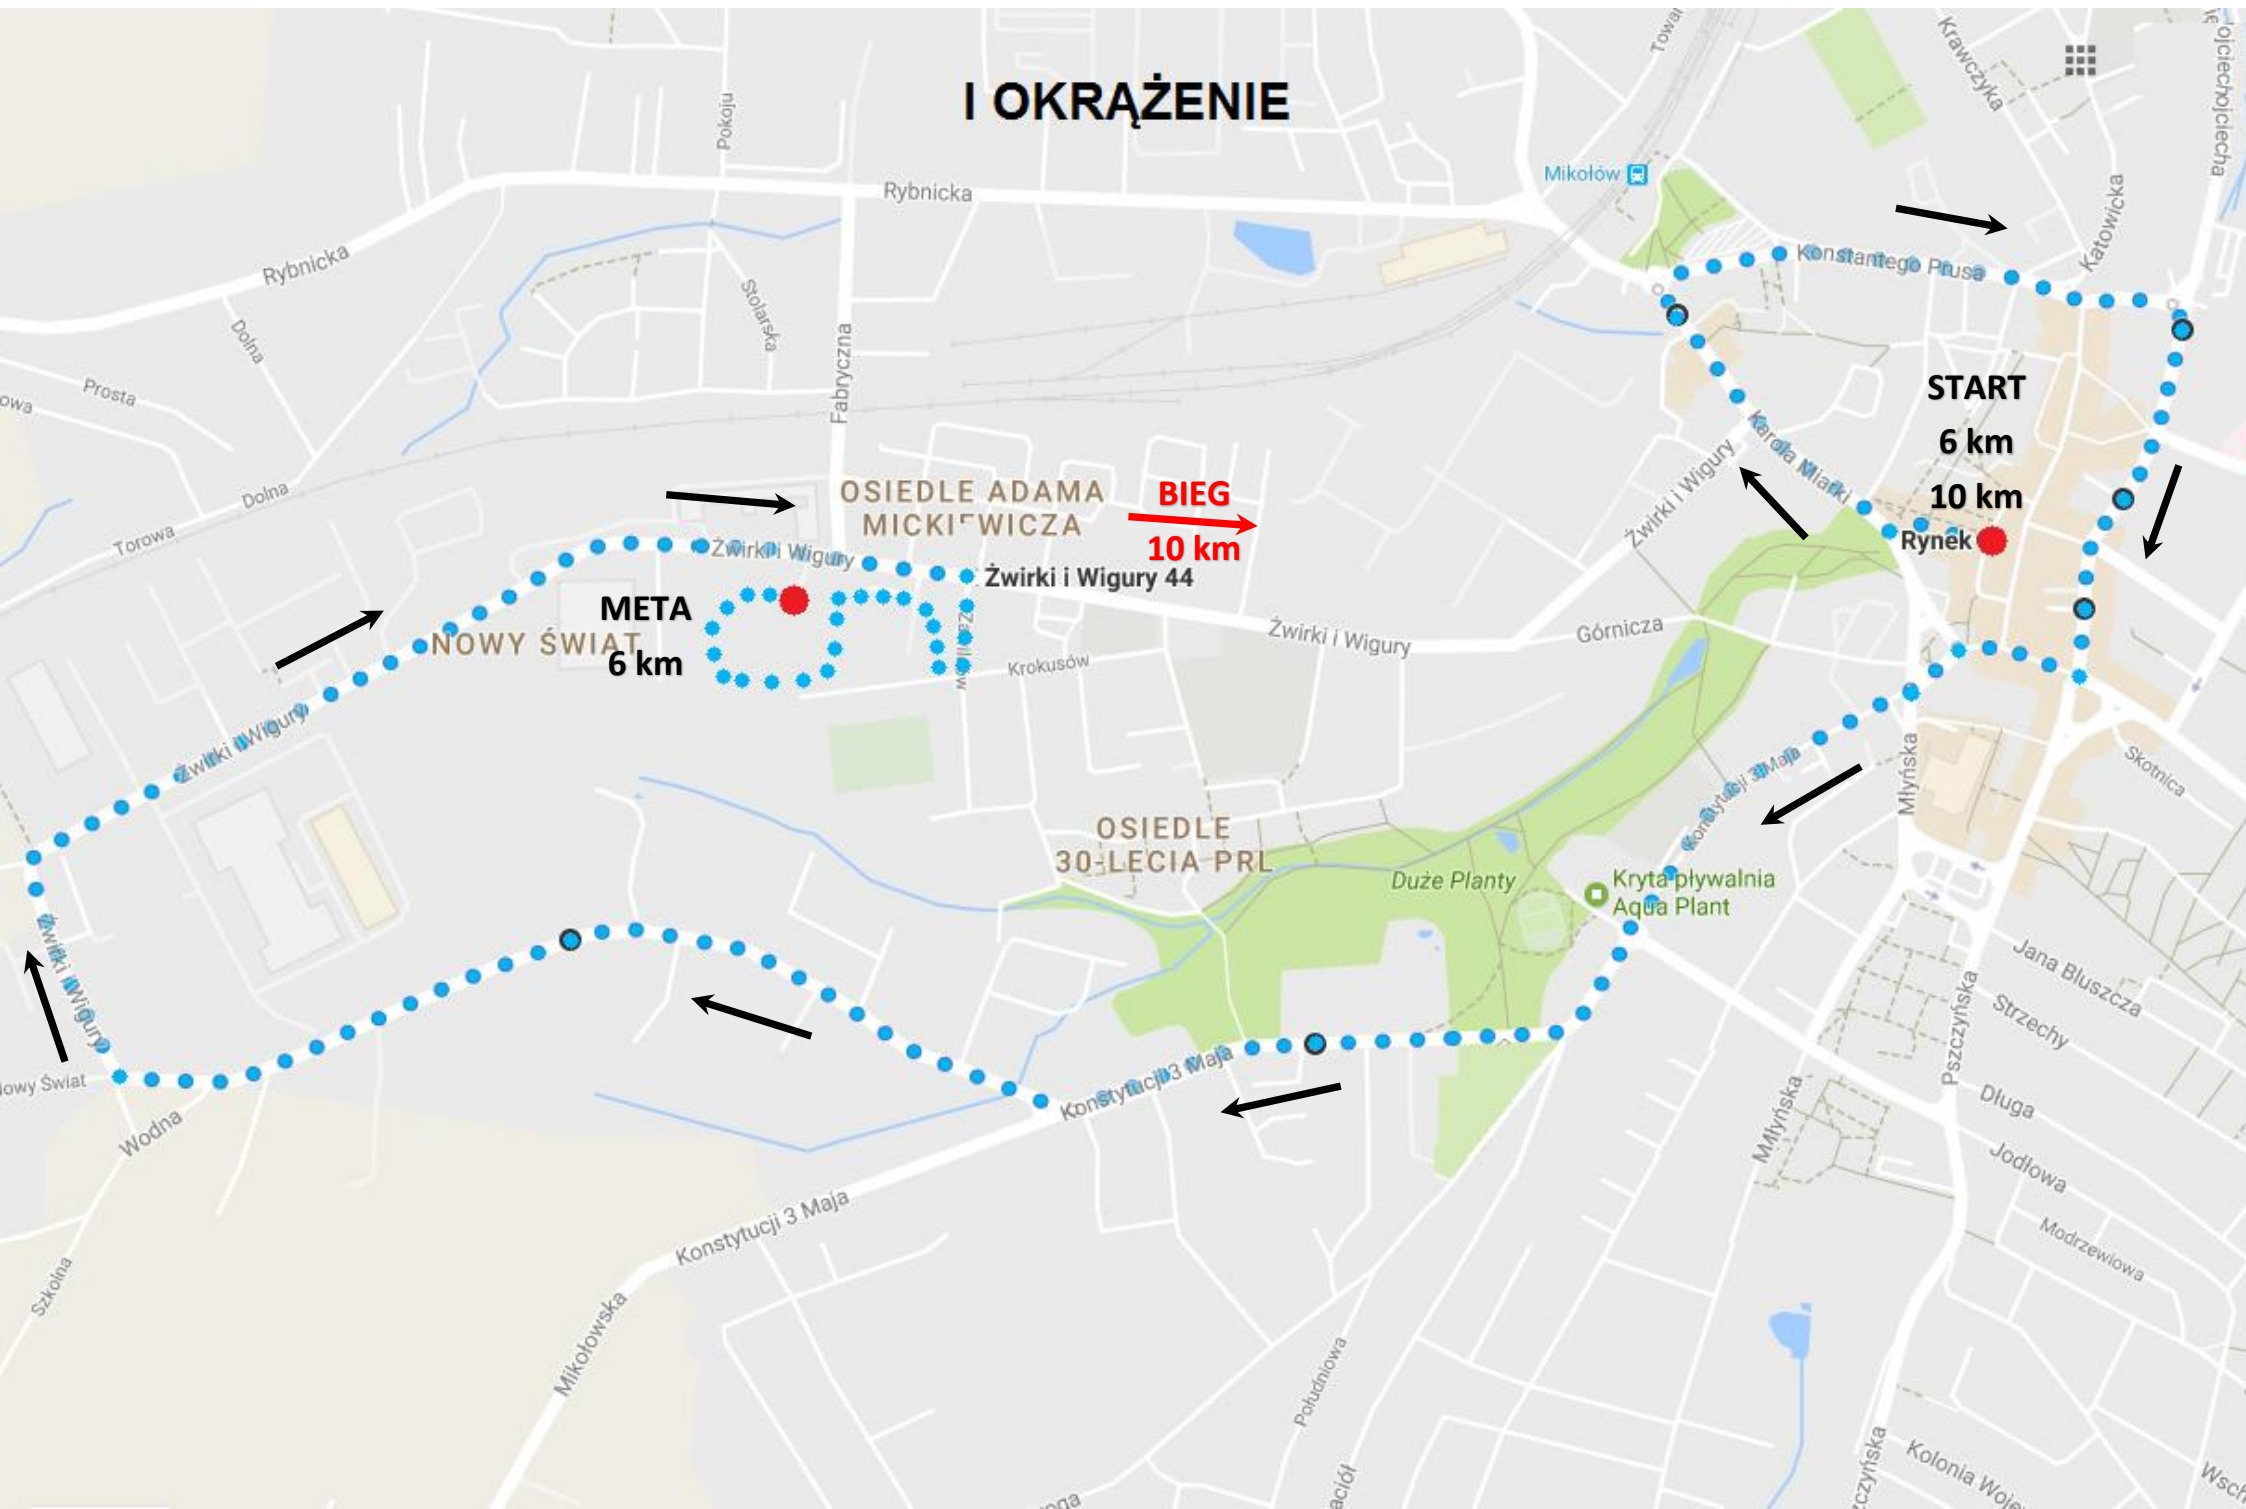 I OKRĄŻENIE
Pokoju
Krawczyka
Katowicka
Mikołów
Rybnicka
Rybnicka
Konstantego Prusa
Stolarska
Dolna
Fabryczna
Prosta
START
6 km
10 km
Karola Miarki
Żwirki i Wigury
Rynek
OSIEDLE ADAMA
MICKIEWICZA
BIEG
10 km
Dolna
Torowa
Żwirki i Wigury
Żwirki i Wigury 44
META
6 km
NOWY ŚWIAT
Krokusów
Żwirki i Wigury
Górnicza
Żwirki i Wigury
Konstytucji 3 Maja
Młyńska
Skotnica
OSIEDLE
30-LECIA PRL
Duże Planty
Kryta pływalnia
Aqua Plant
Żwirki i Wigury
Jana Bluszcza
Strzechy
Pszczyńska
Długa
Jodłowa
Modrzewiowa
Młyńska
Konstytucji 3 Maja
Wodna
Szkolna
Konstytucji 3 Maja
Mikołowska
Południowa
Kolonia Woje